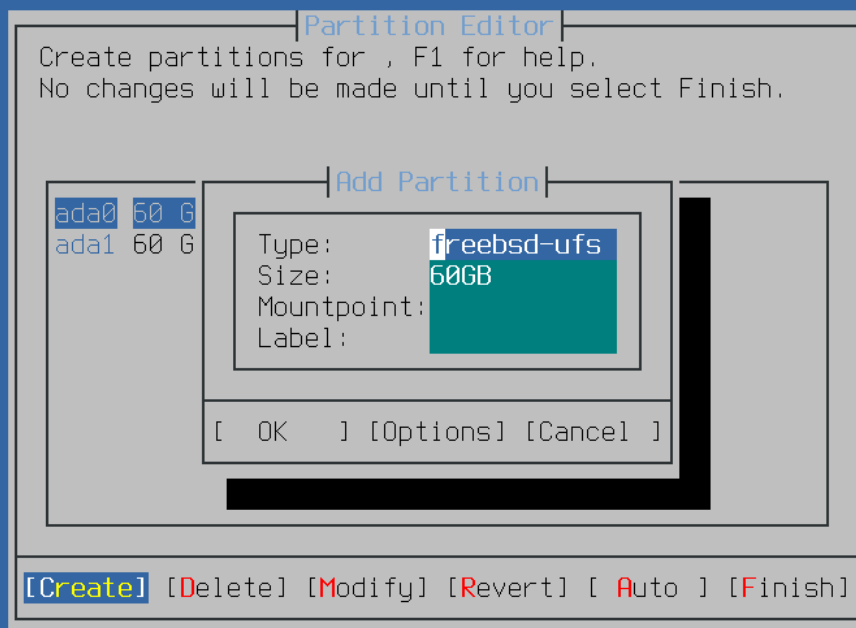 Partition Editor
Create partitions for , F1 for help.
No changes will be made until you select Finish.
Add Partition
ada0 60 G
ada1 60 G
Type: freebsd-ufs
Size: 60GB
Mountpoint:
Label:
[ OK ] [Options] [Cancel ]
[Create] [Delete] [Modify] [Revert] [ Auto ] [Finish]